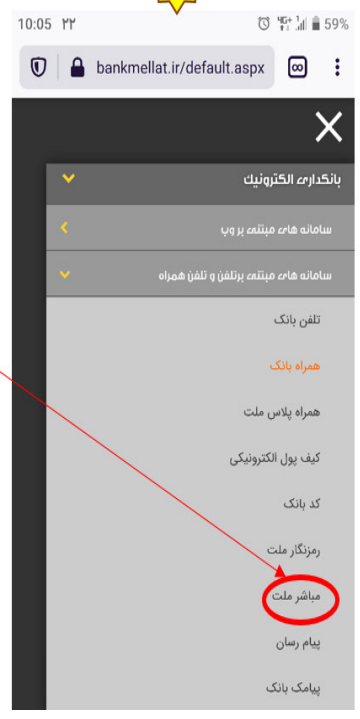 10:05 ۲۲ 4G+ 59%
bankmellat.ir/default.aspx
بانکداری الکترونیک
سامانه های مبتنی بر وب
سامانه های مبتنی برتلفن و تلفن همراه
تلفن بانک
همراه بانک
همراه پلاس ملت
کیف پول الکترونیکی
کد بانک
رمزنگار ملت
مباشر ملت
پیام رسان
پیامک بانک